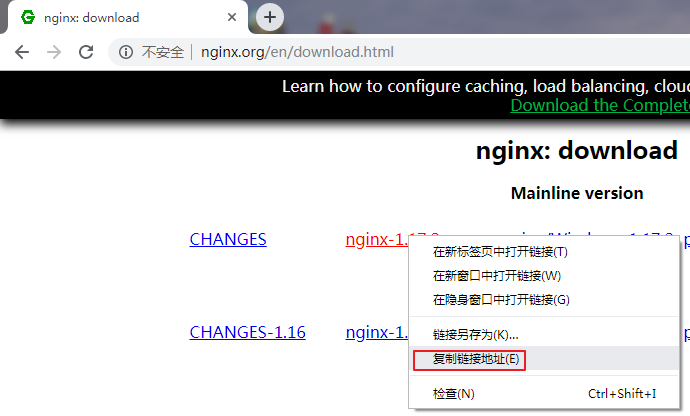 nginx: download
不安全 nginx.org/en/download.html
Learn how to configure caching, load balancing, clou
Download the Complete
nginx: download
Mainline version
CHANGES nginx-1.17.
在新标签页中打开链接(T)
在新窗口中打开链接(W)
在隐身窗口中打开链接(G)
CHANGES-1.16 nginx-1.
链接另存为(K)...
复制链接地址(E)
检查(N) Ctrl+Shift+I